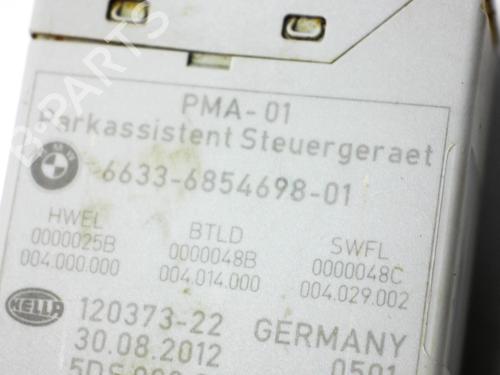 PMA-01
Parkassistent Steuergeraet
BMW
6633-6854698-01
HWEL BTLD SWFL
0000025B 0000048B 0000048C
004.000.000 004.014.000 004.029.002
HELLA 120373-22 GERMANY
30.08.2012 0501
B-PARTS